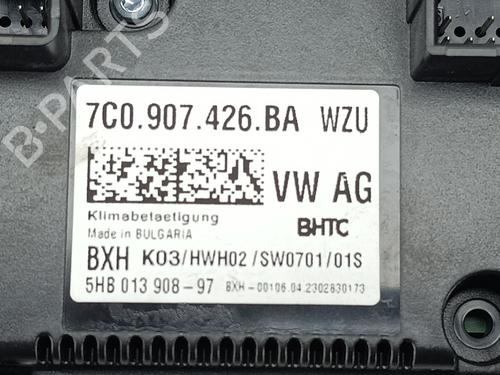 B-PARTS
7C0.907.426.BA WZU
VW AG
Klimabetaetigung
Made in BULGARIA
BHTC
BXH K03/HWH02/SW0701/01S
5HB 013 908-97 BXH-00106.04.2302830173